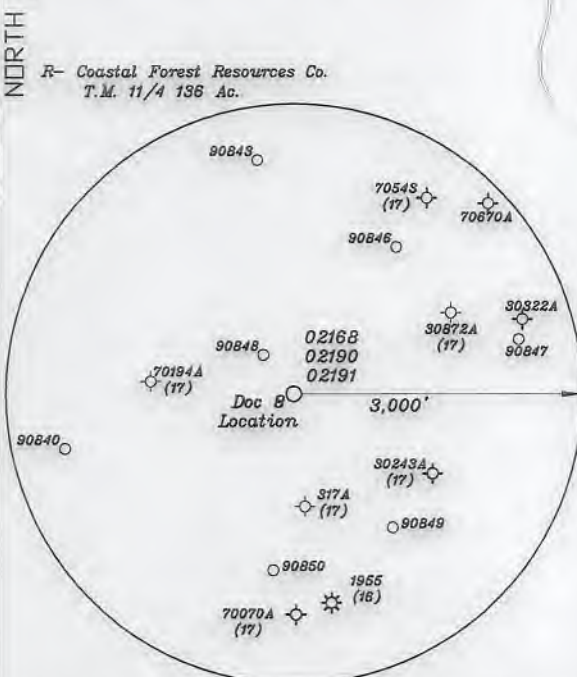 NORTH
R- Coastal Forest Resources Co.
T.M. 11/4 136 Ac.
90843
7054S
(17)
70670A
90846
30322A
30872A
(17)
90847
90848
02168
02190
02191
70194A
(17)
Doc 8
Location
3,000'
90840
30243A
(17)
317A
(17)
90849
90850
1955
(16)
70070A
(17)